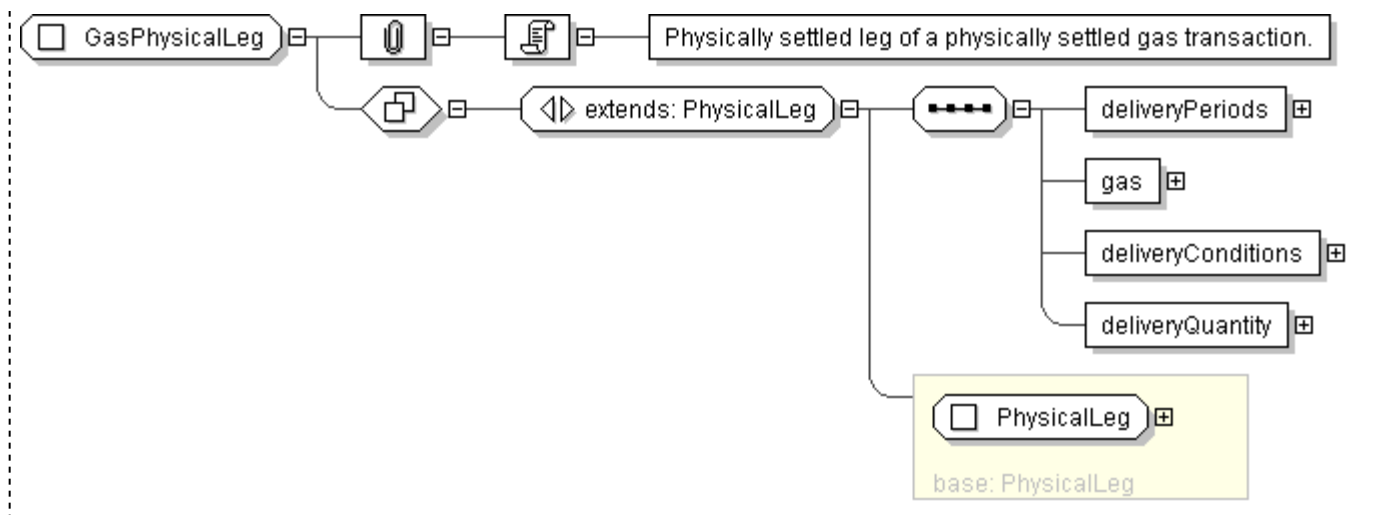 GasPhysicalLeg
Physically settled leg of a physically settled gas transaction.
extends: PhysicalLeg
deliveryPeriods
gas
deliveryConditions
deliveryQuantity
PhysicalLeg
base: PhysicalLeg